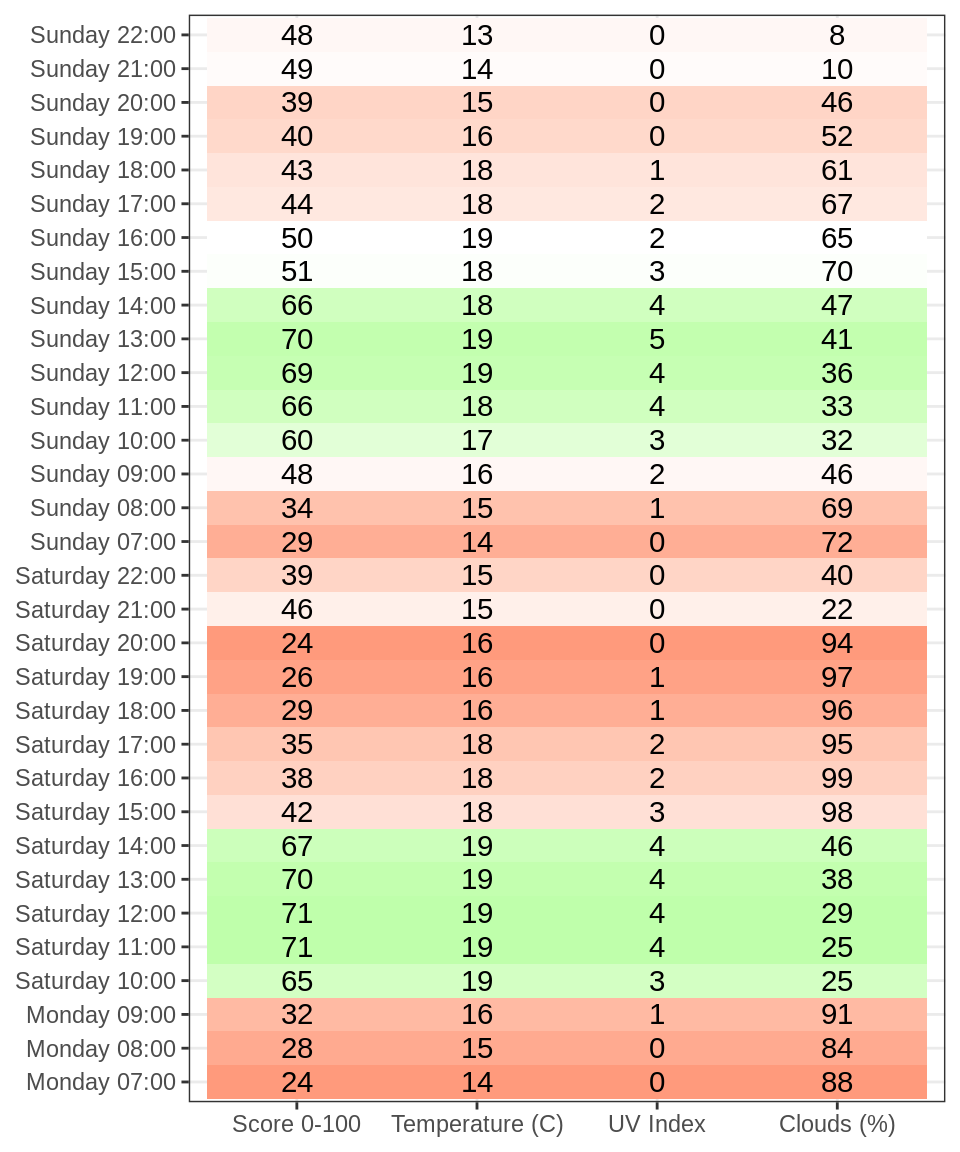 Sunday 22:00 48 13 0 8
Sunday 21:00 49 14 0 10
Sunday 20:00 39 15 0 46
Sunday 19:00 40 16 0 52
Sunday 18:00 43 18 1 61
Sunday 17:00 44 18 2 67
Sunday 16:00 50 19 2 65
Sunday 15:00 51 18 3 70
Sunday 14:00 66 18 4 47
Sunday 13:00 70 19 5 41
Sunday 12:00 69 19 4 36
Sunday 11:00 66 18 4 33
Sunday 10:00 60 17 3 32
Sunday 09:00 48 16 2 46
Sunday 08:00 34 15 1 69
Sunday 07:00 29 14 0 72
Saturday 22:00 39 15 0 40
Saturday 21:00 46 15 0 22
Saturday 20:00 24 16 0 94
Saturday 19:00 26 16 1 97
Saturday 18:00 29 16 1 96
Saturday 17:00 35 18 2 95
Saturday 16:00 38 18 2 99
Saturday 15:00 42 18 3 98
Saturday 14:00 67 19 4 46
Saturday 13:00 70 19 4 38
Saturday 12:00 71 19 4 29
Saturday 11:00 71 19 4 25
Saturday 10:00 65 19 3 25
Monday 09:00 32 16 1 91
Monday 08:00 28 15 0 84
Monday 07:00 24 14 0 88
Score 0-100 Temperature (C) UV Index Clouds (%)